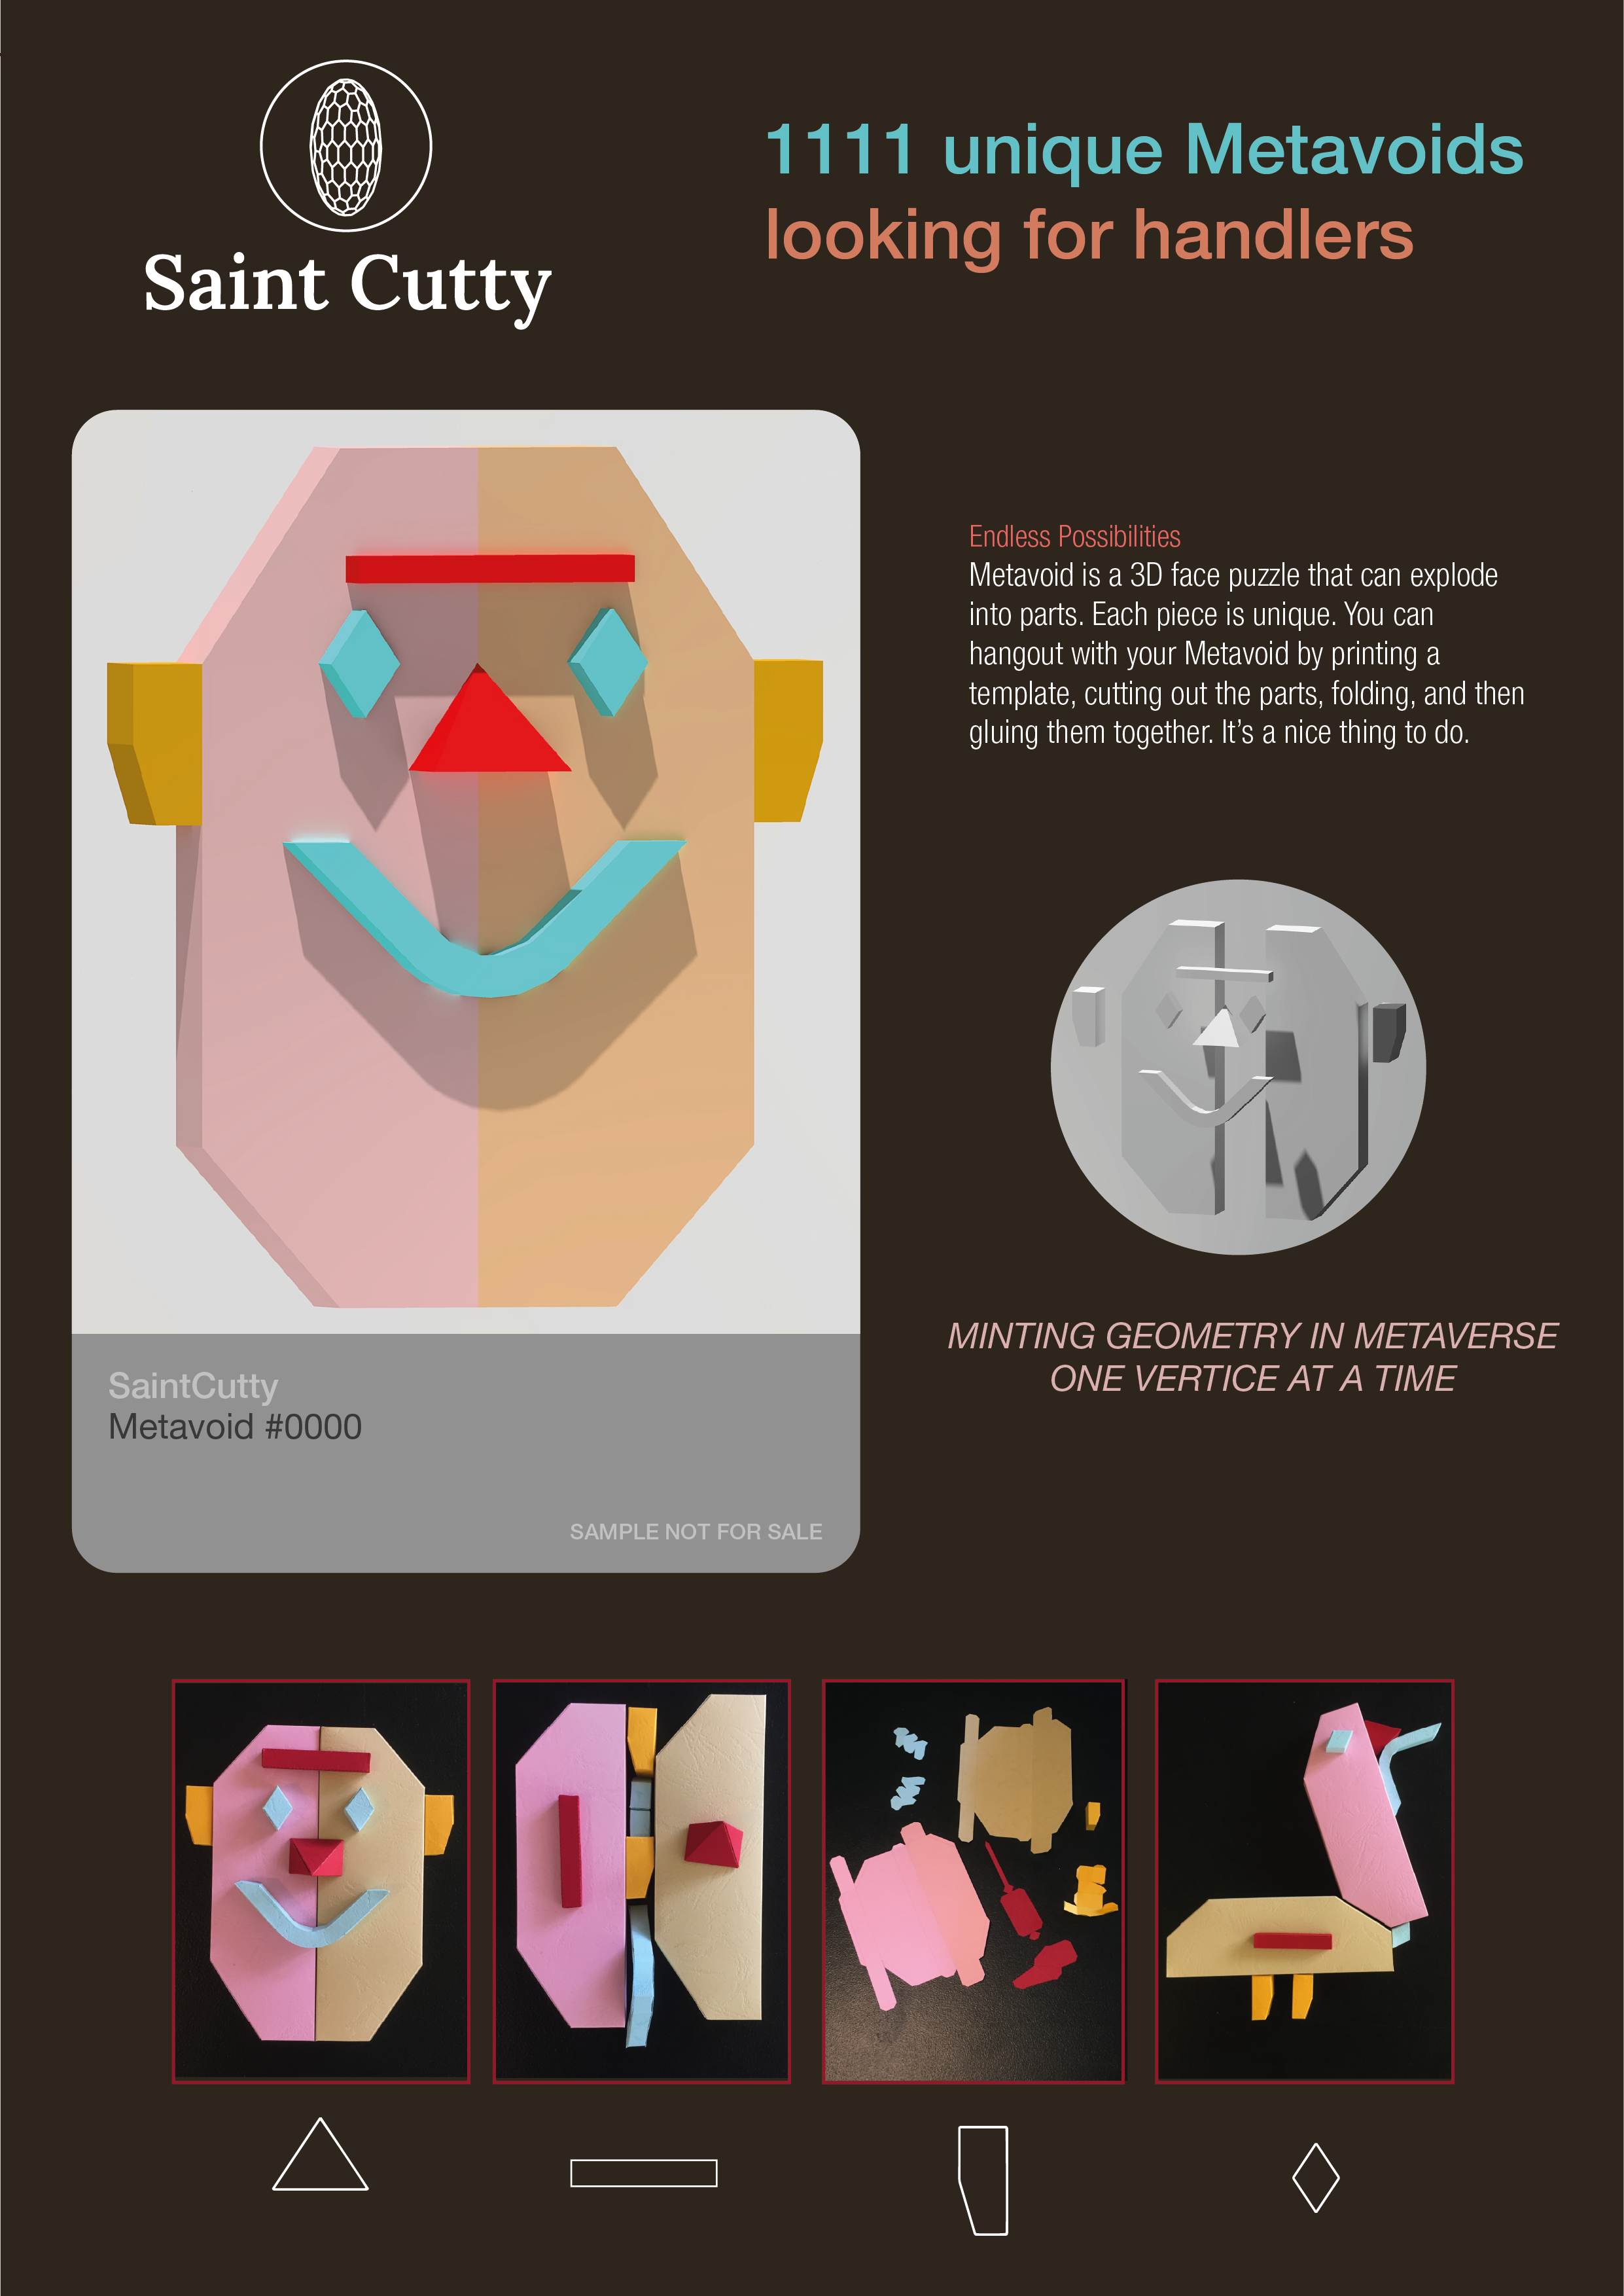 Saint Cutty
1111 unique Metavoids
looking for handlers
Endless Possibilities
Metavoid is a 3D face puzzle that can explode
into parts. Each piece is unique. You can
hangout with your Metavoid by printing a
template, cutting out the parts, folding, and then
gluing them together. It’s a nice thing to do.
MINTING GEOMETRY IN METAVERSE
ONE VERTICE AT A TIME
SaintCutty
Metavoid #0000
SAMPLE NOT FOR SALE